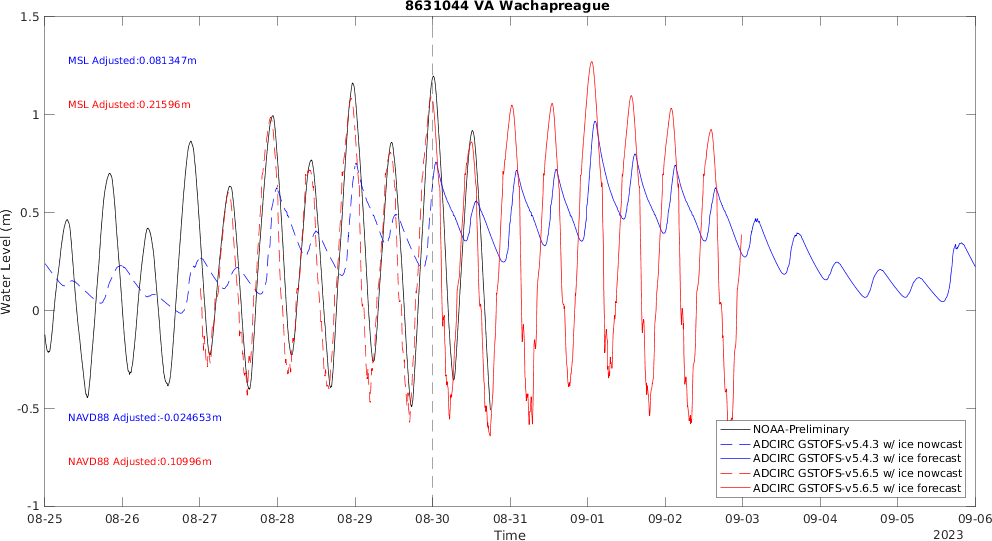 8631044 VA Wachapreague
1.5
1
0.5
0
-0.5
-1
Water Level (m)
MSL Adjusted:0.081347m
MSL Adjusted:0.21596m
NAVD88 Adjusted:-0.024653m
NAVD88 Adjusted:0.10996m
NOAA-Preliminary
ADCIRC GSTOFS-v5.4.3 w/ ice nowcast
ADCIRC GSTOFS-v5.4.3 w/ ice forecast
ADCIRC GSTOFS-v5.6.5 w/ ice nowcast
ADCIRC GSTOFS-v5.6.5 w/ ice forecast
08-25 08-26 08-27 08-28 08-29 08-30 08-31 09-01 09-02 09-03 09-04 09-05 09-06
Time
2023